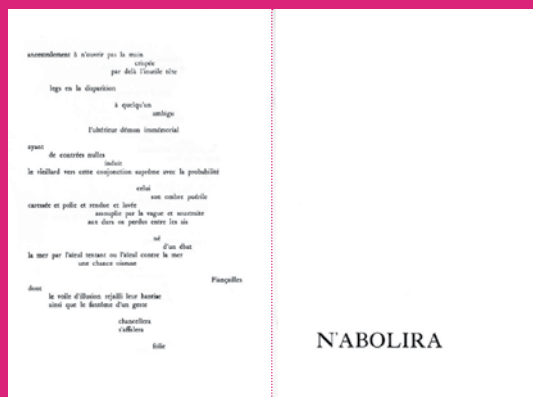 ancestralement à n'ouvrir pas la main
crispée
par delà l'inutile tête
legs en la disparition
à quelqu'un
ambigu
l'ultérieur démon immémorial
ayant
de contrées nulles
induit
le vieillard vers cette conjonction suprême avec la probabilité
celui
son ombre puérile
caressée et polie et rendue et lavée
assouplie par la vague et soustraite
aux durs os perdus entre les ais
né
d'un ébat
la mer par l'aïeul tentant ou l'aïeul contre la mer
une chance oiseuse
Fiançailles
dont
le voile d'illusion rejailli leur hantise
ainsi que le fantôme d'un geste
chancellera
s'affalera
folie
N'ABOLIRA